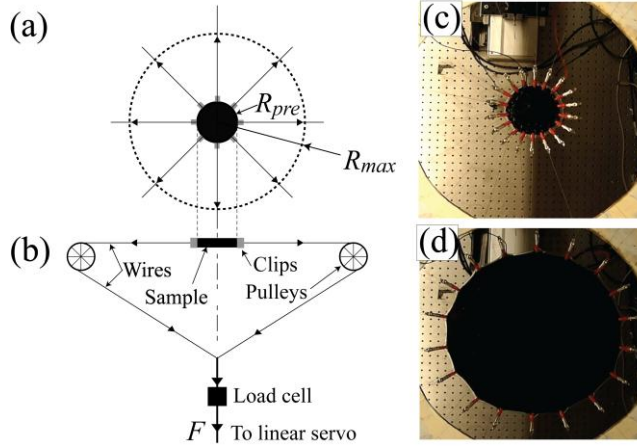 (a)
R_pre
R_max
(b)
Wires
Sample
Clips
Pulleys
Load cell
F To linear servo
(c)
(d)